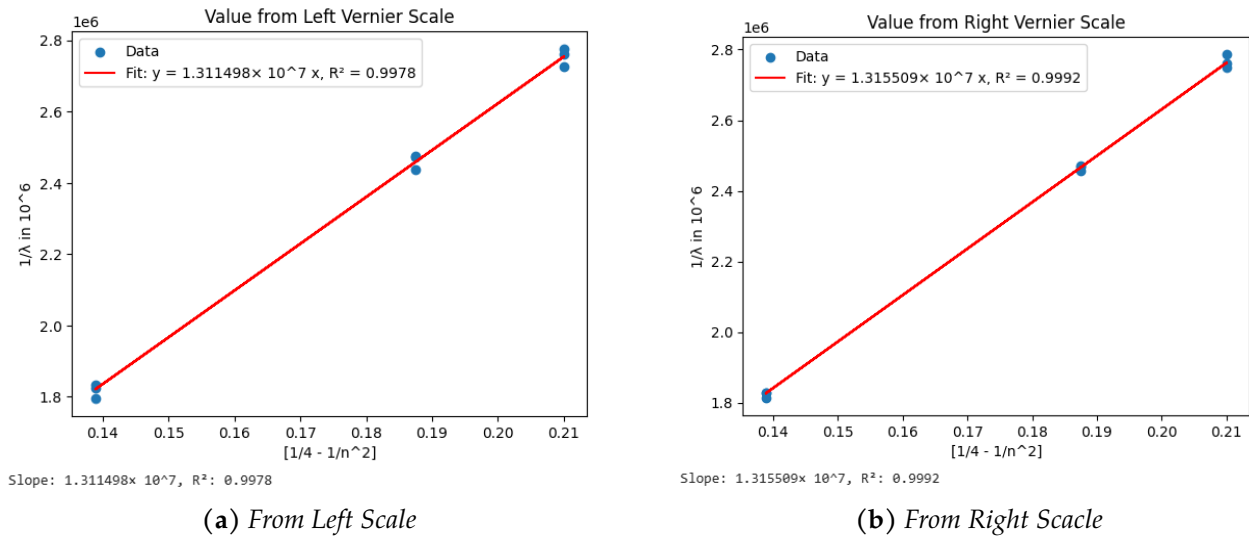 Value from Left Vernier Scale
1e6
Data
Fit: y = 1.311498× 10^7 x, R² = 0.9978
2.8
2.6
2.4
2.2
2.0
1.8
1/λ in 10^6
0.14 0.15 0.16 0.17 0.18 0.19 0.20 0.21
[1/4 - 1/n^2]
Slope: 1.311498× 10^7, R²: 0.9978
(a) From Left Scale
Value from Right Vernier Scale
1e6
Data
Fit: y = 1.315509× 10^7 x, R² = 0.9992
2.8
2.6
2.4
2.2
2.0
1.8
1/λ in 10^6
0.14 0.15 0.16 0.17 0.18 0.19 0.20 0.21
[1/4 - 1/n^2]
Slope: 1.315509× 10^7, R²: 0.9992
(b) From Right Scacle